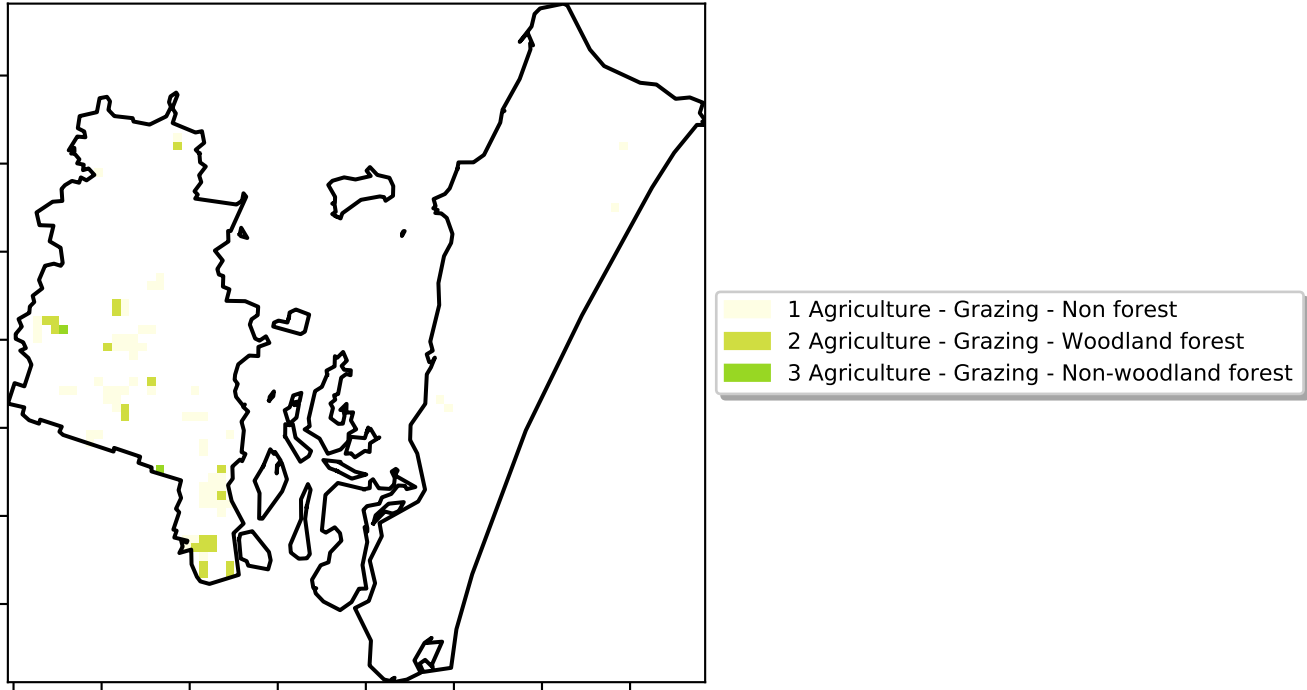 1 Agriculture - Grazing - Non forest
2 Agriculture - Grazing - Woodland forest
3 Agriculture - Grazing - Non-woodland forest